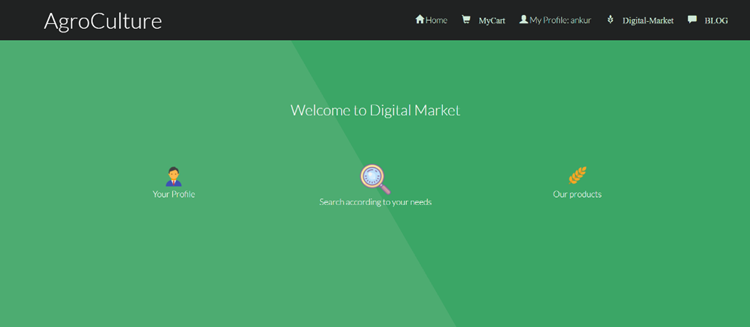 AgroCulture
Home MyCart My Profile: ankur Digital-Market BLOG
Welcome to Digital Market
Your Profile
Search according to your needs
Our products